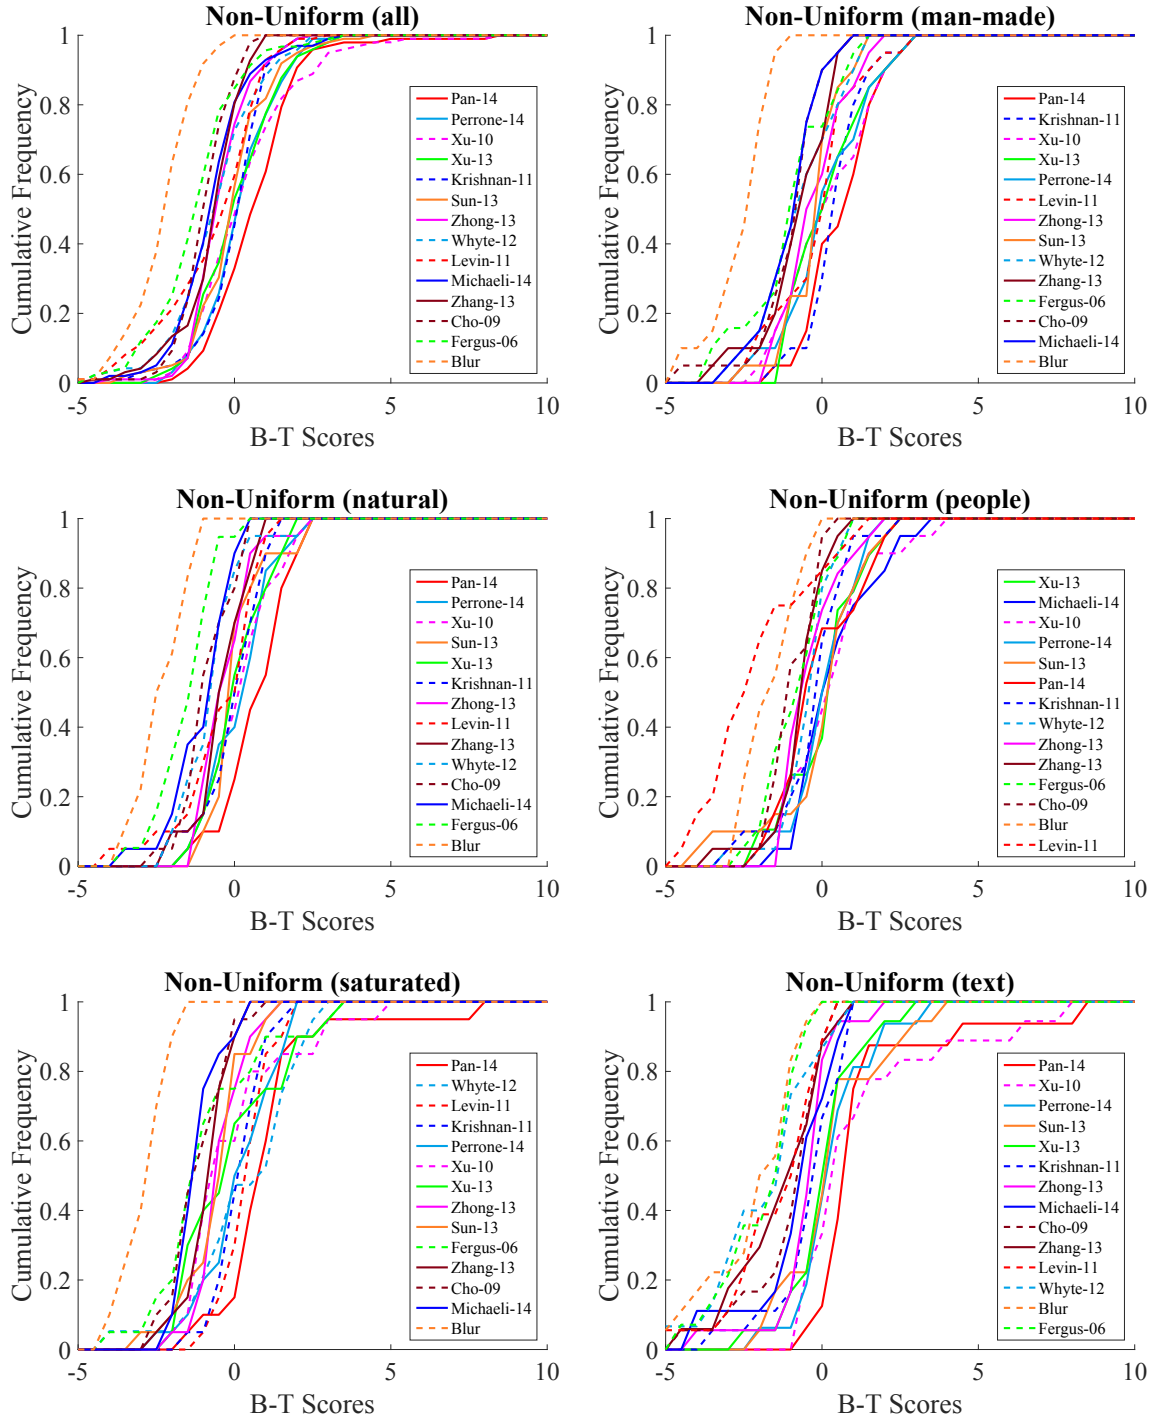 Non-Uniform (all)
Cumulative Frequency
1
0.8
0.6
0.4
0.2
0
-5
0
5
10
B-T Scores
Pan-14
Perrone-14
Xu-10
Xu-13
Krishnan-11
Sun-13
Zhong-13
Whyte-12
Levin-11
Michaeli-14
Zhang-13
Cho-09
Fergus-06
Blur
Non-Uniform (man-made)
Cumulative Frequency
1
0.8
0.6
0.4
0.2
0
-5
0
5
10
B-T Scores
Pan-14
Krishnan-11
Xu-10
Xu-13
Perrone-14
Levin-11
Zhong-13
Sun-13
Whyte-12
Zhang-13
Fergus-06
Cho-09
Michaeli-14
Blur
Non-Uniform (natural)
Cumulative Frequency
1
0.8
0.6
0.4
0.2
0
-5
0
5
10
B-T Scores
Pan-14
Perrone-14
Xu-10
Sun-13
Xu-13
Krishnan-11
Zhong-13
Levin-11
Zhang-13
Whyte-12
Cho-09
Michaeli-14
Fergus-06
Blur
Non-Uniform (people)
Cumulative Frequency
1
0.8
0.6
0.4
0.2
0
-5
0
5
10
B-T Scores
Xu-13
Michaeli-14
Xu-10
Perrone-14
Sun-13
Pan-14
Krishnan-11
Whyte-12
Zhong-13
Zhang-13
Fergus-06
Cho-09
Blur
Levin-11
Non-Uniform (saturated)
Cumulative Frequency
1
0.8
0.6
0.4
0.2
0
-5
0
5
10
B-T Scores
Pan-14
Whyte-12
Levin-11
Krishnan-11
Perrone-14
Xu-10
Xu-13
Zhong-13
Sun-13
Fergus-06
Zhang-13
Cho-09
Michaeli-14
Blur
Non-Uniform (text)
Cumulative Frequency
1
0.8
0.6
0.4
0.2
0
-5
0
5
10
B-T Scores
Pan-14
Xu-10
Perrone-14
Sun-13
Xu-13
Krishnan-11
Zhong-13
Michaeli-14
Cho-09
Zhang-13
Levin-11
Whyte-12
Blur
Fergus-06